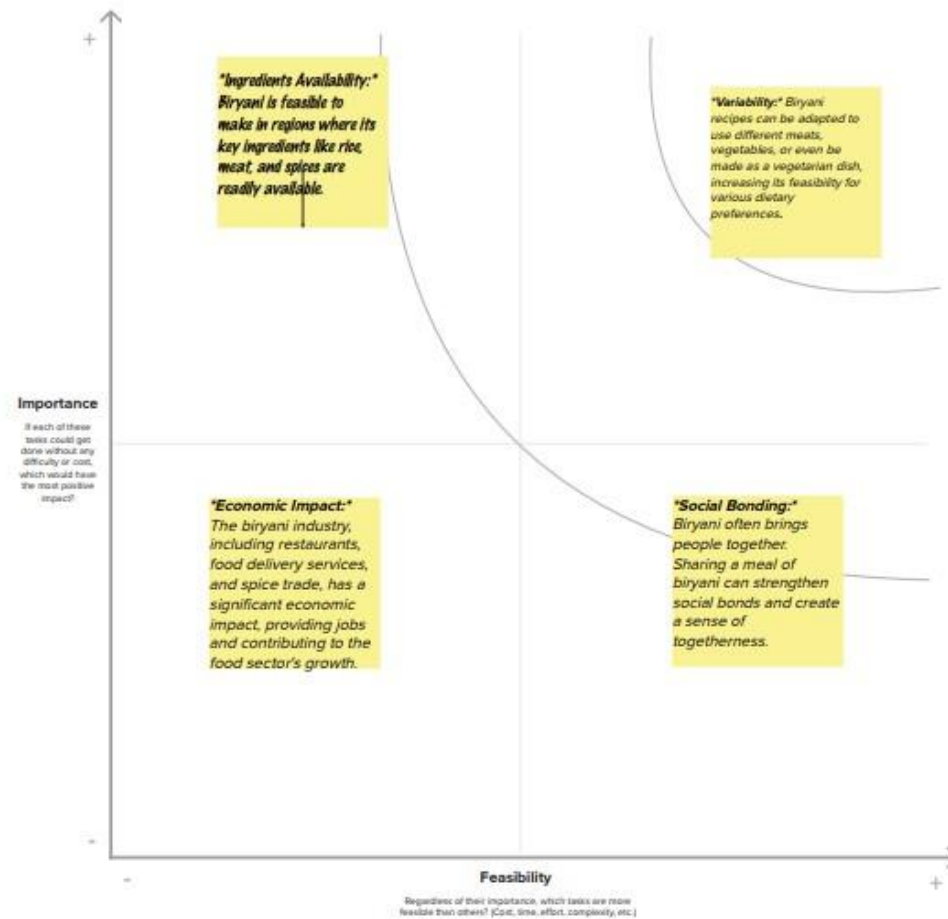 +
*Ingredients Availability:*
Biryani is feasible to
make in regions where its
key ingredients like rice,
meat, and spices are
readily available.
*Variability:* Biryani
recipes can be adapted to
use different meats,
vegetables, or even be
made as a vegetarian dish,
increasing its feasibility for
various dietary
preferences.
Importance
If each of these
tasks could get
done without any
difficulty or cost,
which would have
the most positive
impact?
*Economic Impact:*
The biryani industry,
including restaurants,
food delivery services,
and spice trade, has a
significant economic
impact, providing jobs
and contributing to the
food sector's growth.
*Social Bonding:*
Biryani often brings
people together.
Sharing a meal of
biryani can strengthen
social bonds and create
a sense of
togetherness.
-
-
Feasibility
+
Regardless of their importance, which tasks are more
feasible than others? (Cost, time, effort, complexity, etc.)